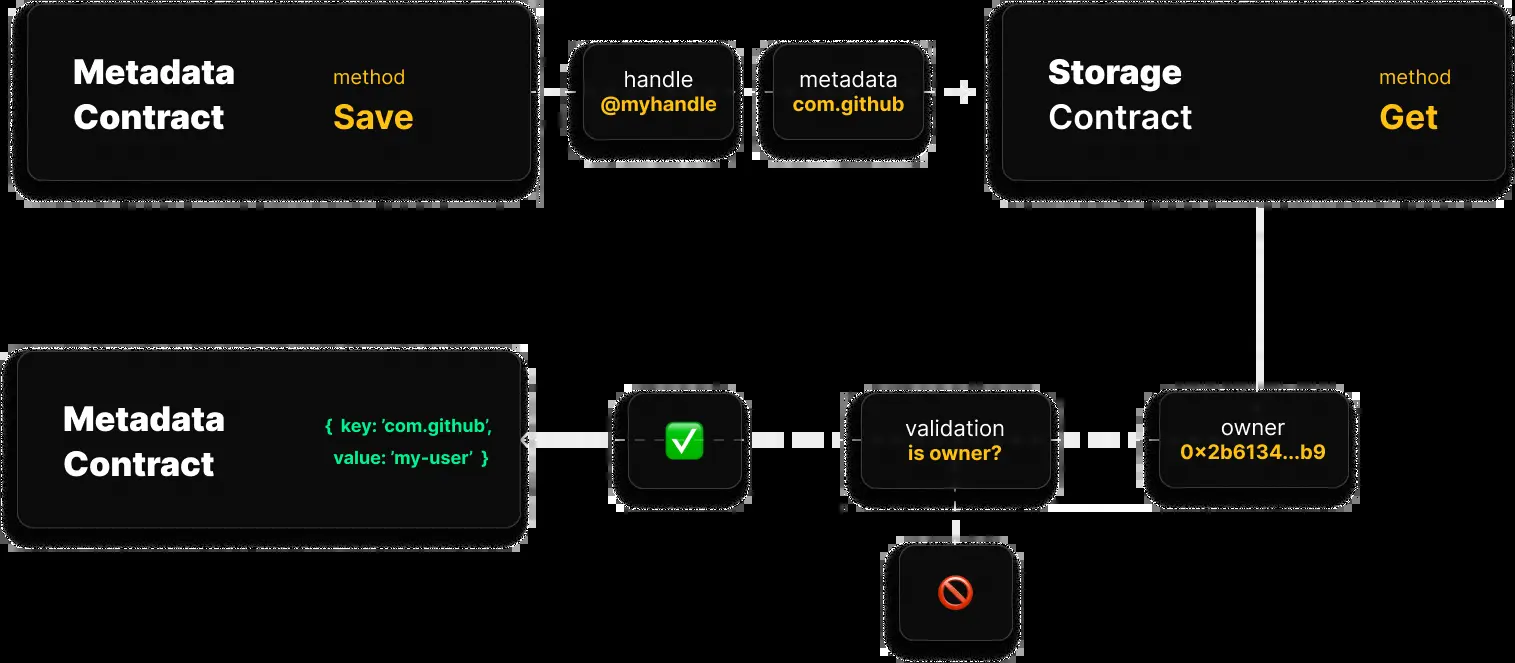 Metadata
Contract
method
Save
handle
@myhandle
metadata
com.github
Storage
Contract
method
Get
Metadata
Contract
{ key: ’com.github’,
value: ’my-user’ }
validation
is owner?
owner
0×2b6134...b9